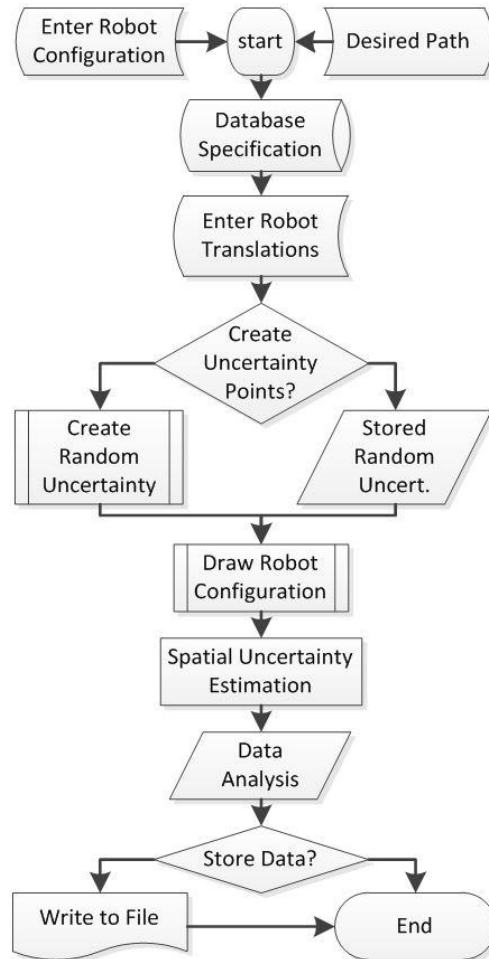 Enter Robot
Configuration
start
Desired Path
Database
Specification
Enter Robot
Translations
Create
Uncertainty
Points?
Create
Random
Uncertainty
Stored
Random
Uncert.
Draw Robot
Configuration
Spatial Uncertainty
Estimation
Data
Analysis
Store Data?
Write to File
End